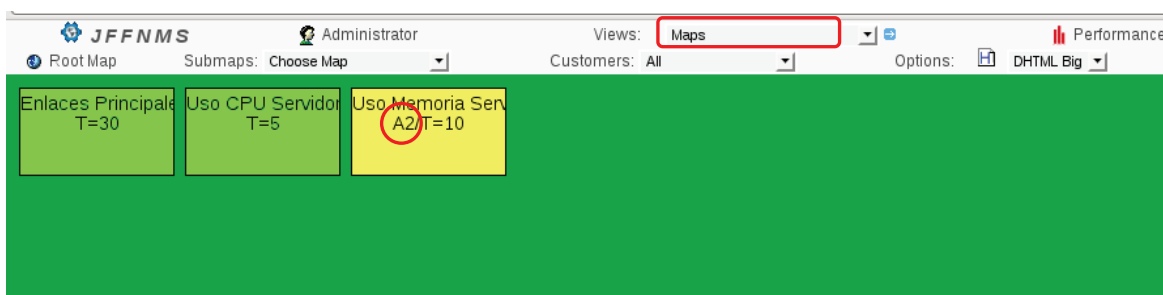 JFFNMS Administrator Views: Maps Performance
Root Map Submaps: Choose Map Customers: All Options: H DHTML Big
Enlaces Principale Uso CPU Servidor Uso Memoria Serv
T=30 T=5 A2/T=10